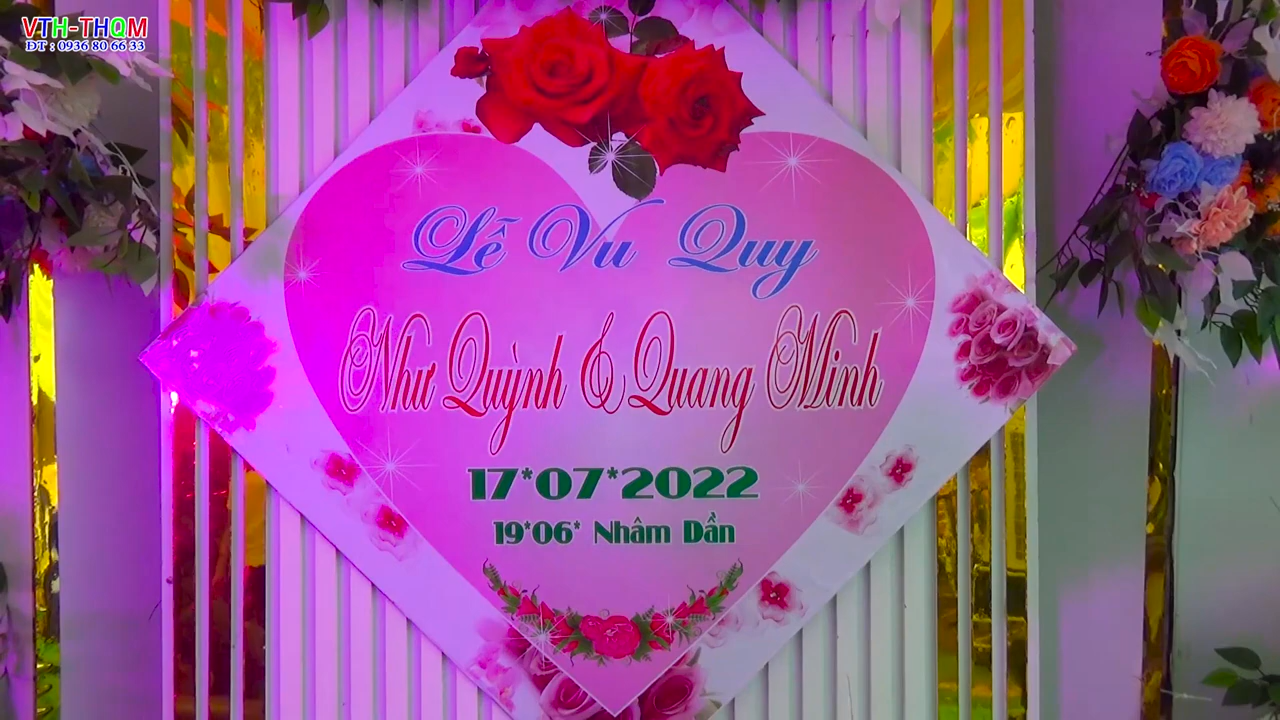 VTH-THQM
ĐT : 0936 80 66 33
Lễ Vu Quy
Như Quỳnh & Quang Minh
17*07*2022
19*06* Nhâm Dần